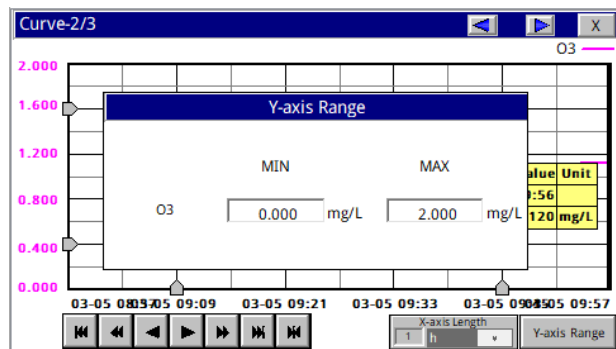 Curve-2/3 X
O3
2.000
1.600
1.200
0.800
0.400
0.000
Y-axis Range
MIN MAX
O3 0.000 mg/L 2.000 mg/L
alue Unit
:56
120 mg/L
03-05 09:09 03-05 09:21 03-05 09:33 03-05 09:57
X-axis Length
1 h
Y-axis Range